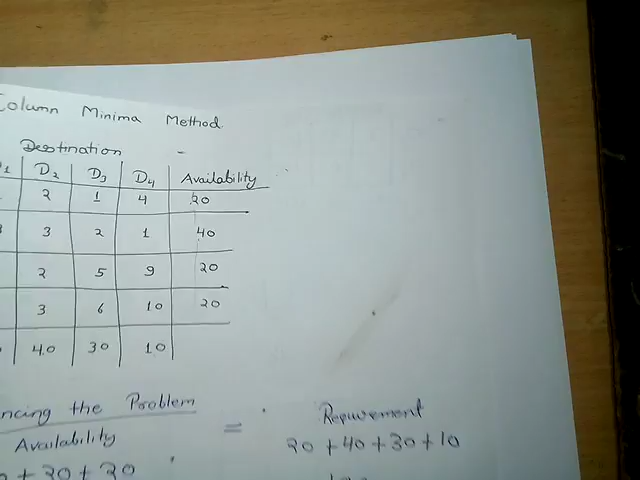 Column Minima Method
Destination
D2 D3 D4 Availability
2 1 4 20
3 2 1 40
2 5 9 20
3 6 10 20
40 30 10
ncing the Problem
Availability = Requirement
+ 20 + 20 20 + 40 + 30 + 10